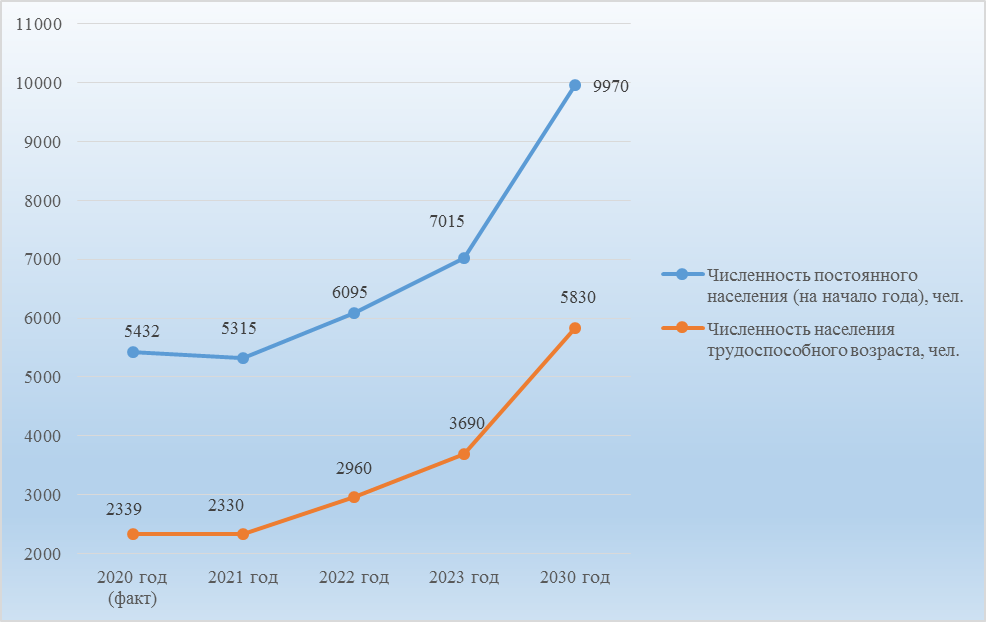 11000
10000
9000
8000
7000
6000
5000
4000
3000
2000
5432
5315
6095
7015
9970
2339
2330
2960
3690
5830
2020 год
(факт)
2021 год
2022 год
2023 год
2030 год
Численность постоянного
населения (на начало года), чел.
Численность населения
трудоспособного возраста, чел.